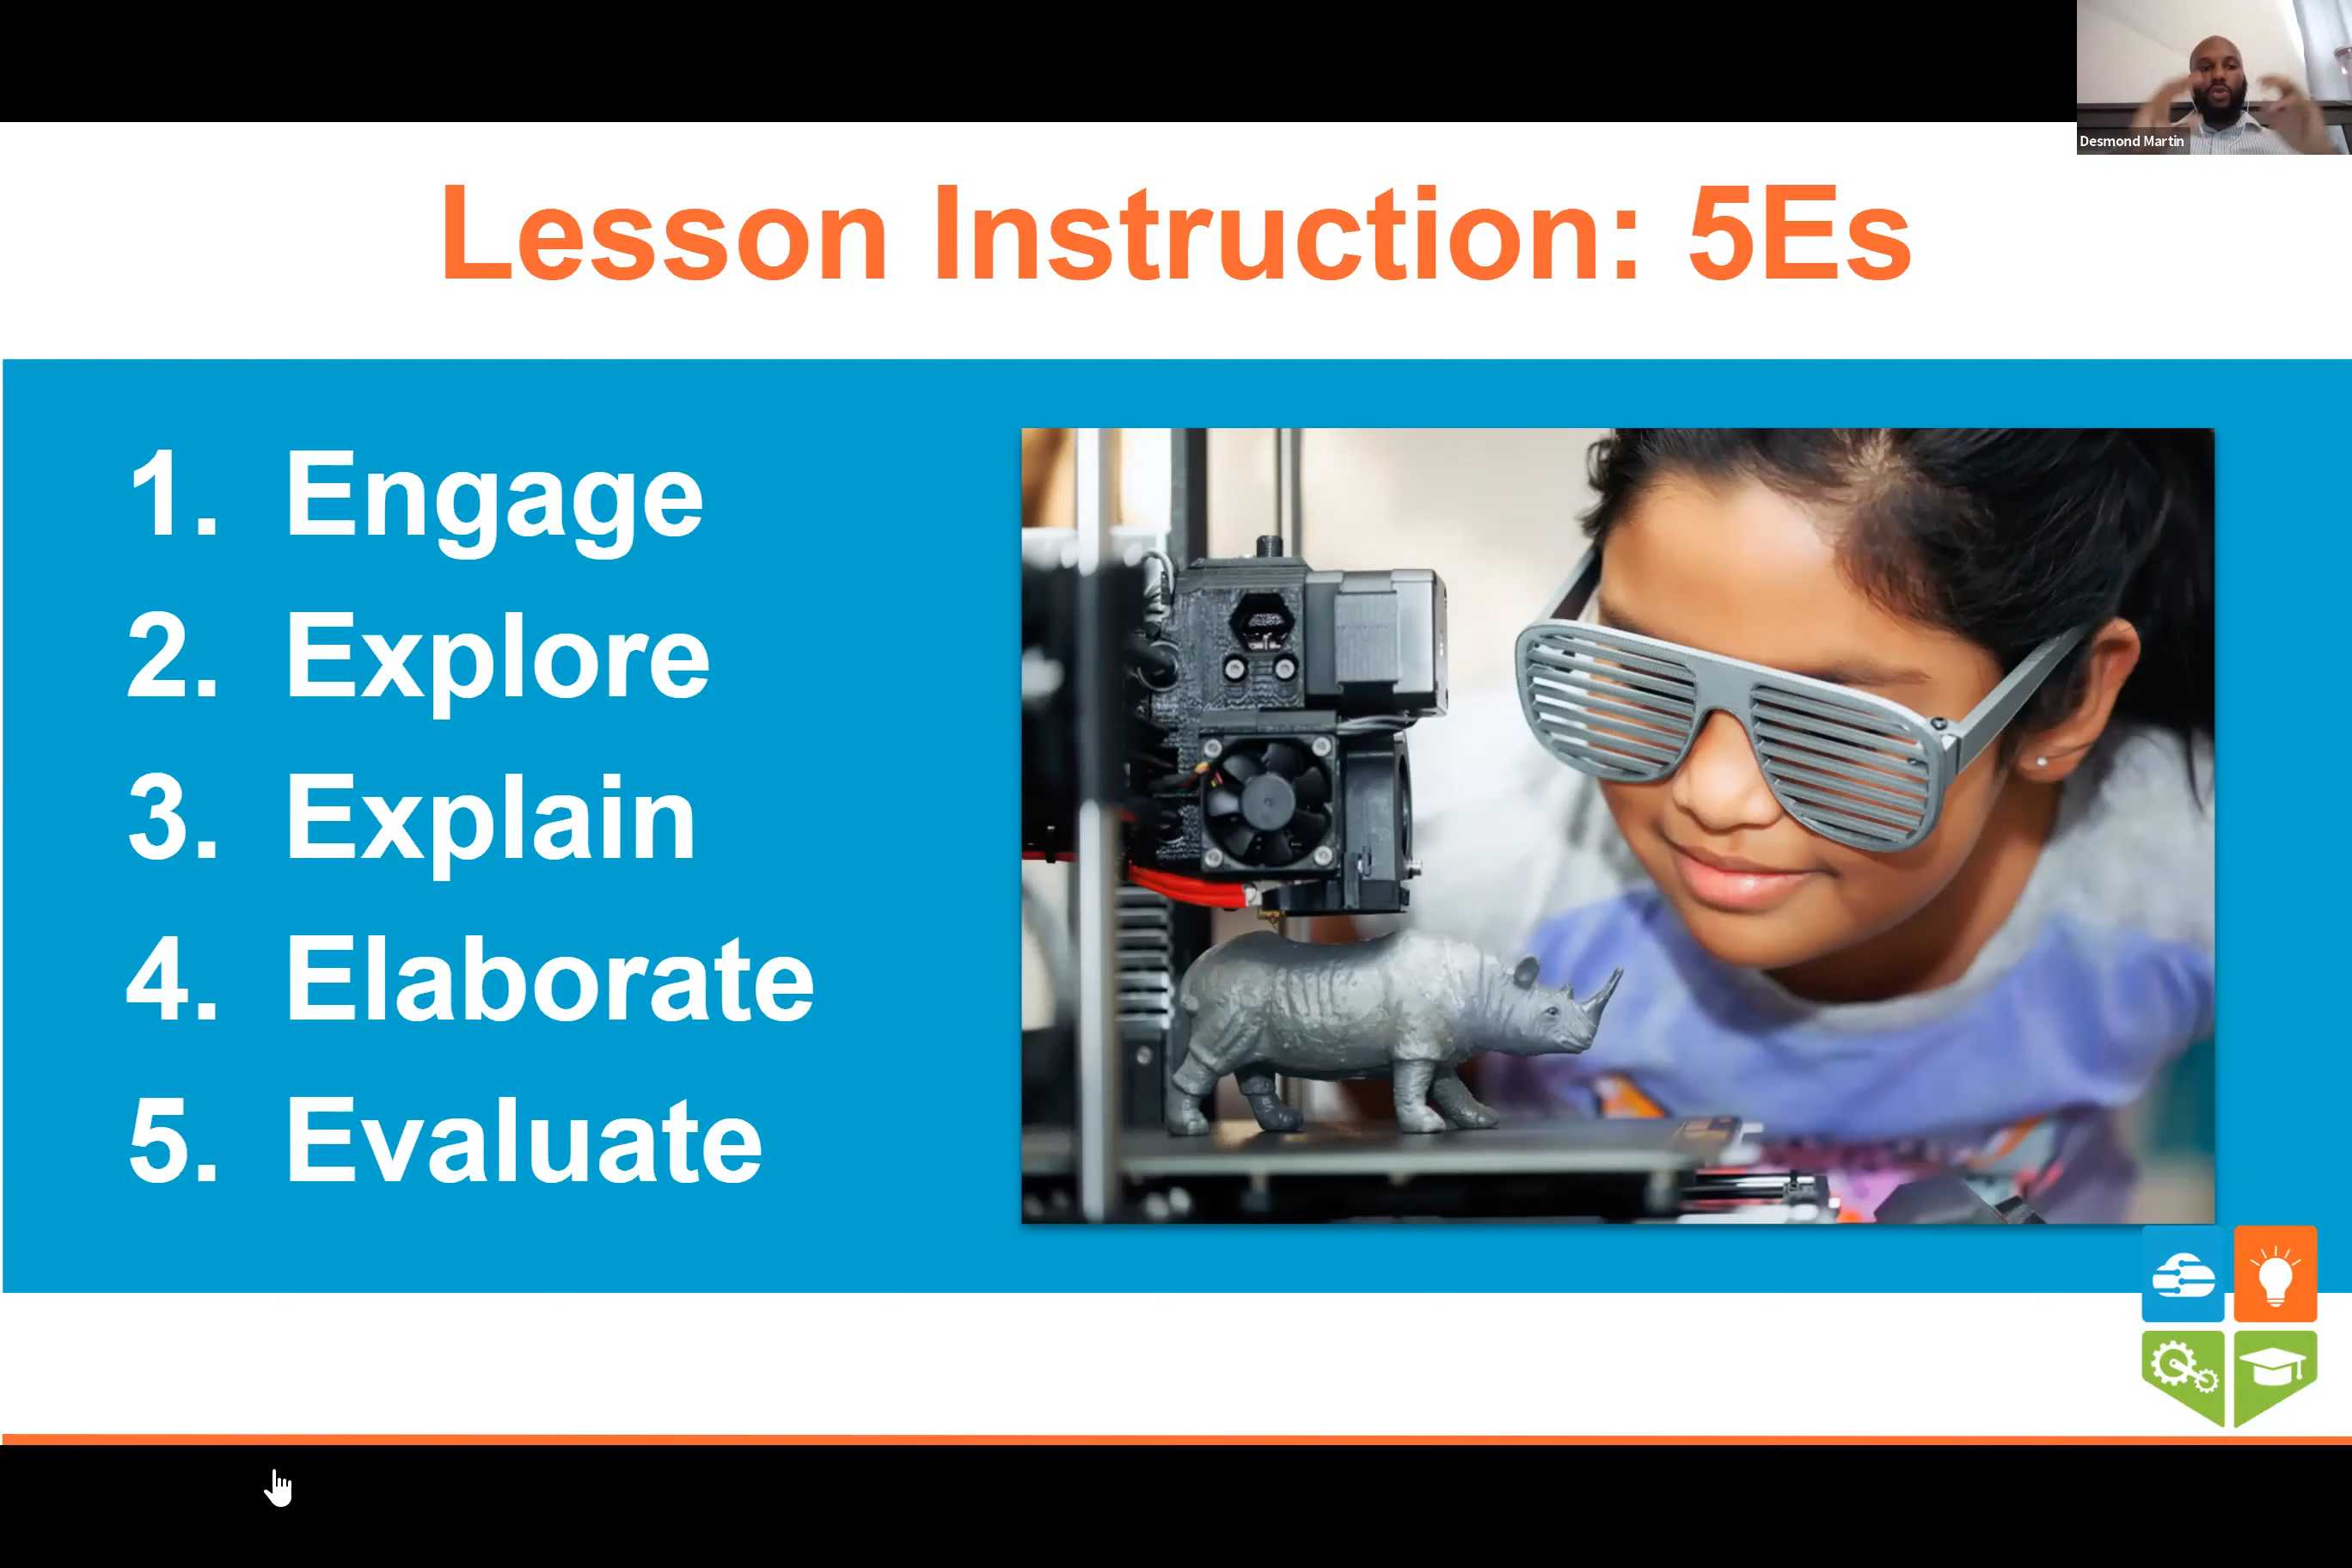 Desmond Martin
Lesson Instruction: 5Es
1. Engage
2. Explore
3. Explain
4. Elaborate
5. Evaluate